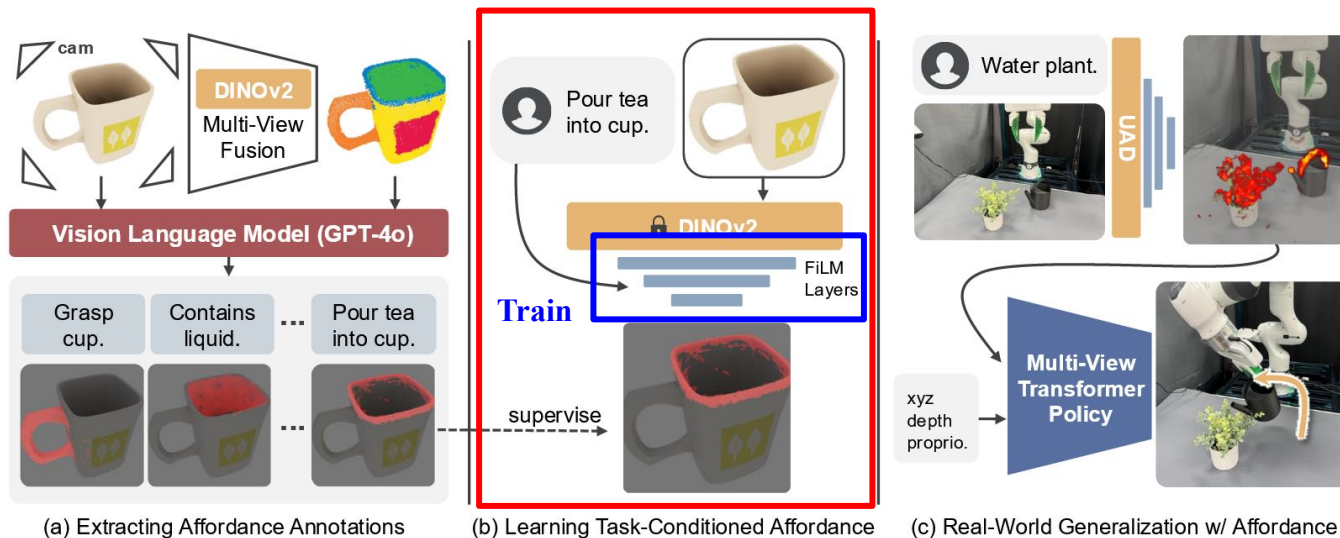 cam
DINOv2
Multi-View
Fusion
Vision Language Model (GPT-4o)
Grasp
cup.
Contains
liquid.
...
Pour tea
into cup.
...
supervise
(a) Extracting Affordance Annotations
Pour tea
into cup.
DINOv2
FiLM
Layers
Train
(b) Learning Task-Conditioned Affordance
Water plant.
UAD
xyz
depth
proprio.
Multi-View
Transformer
Policy
(c) Real-World Generalization w/ Affordance